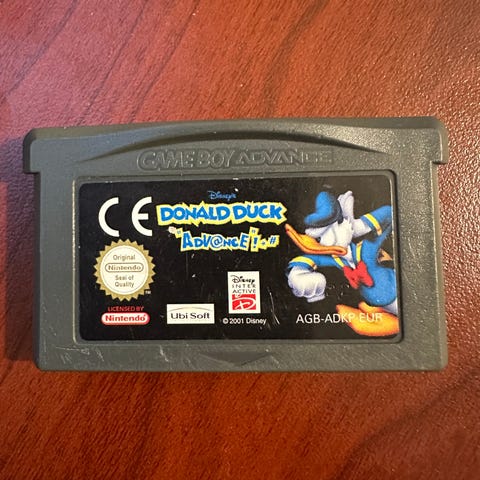 GAME BOY ADVANCE
CE
Disney's
DONALD DUCK
"ADV@NCE"!*#
Original
Nintendo
Seal of
Quality
LICENSED BY
Nintendo
Ubi Soft
Disney
INTER
ACTIVE
© 2001 Disney
AGB-ADKP-EUR